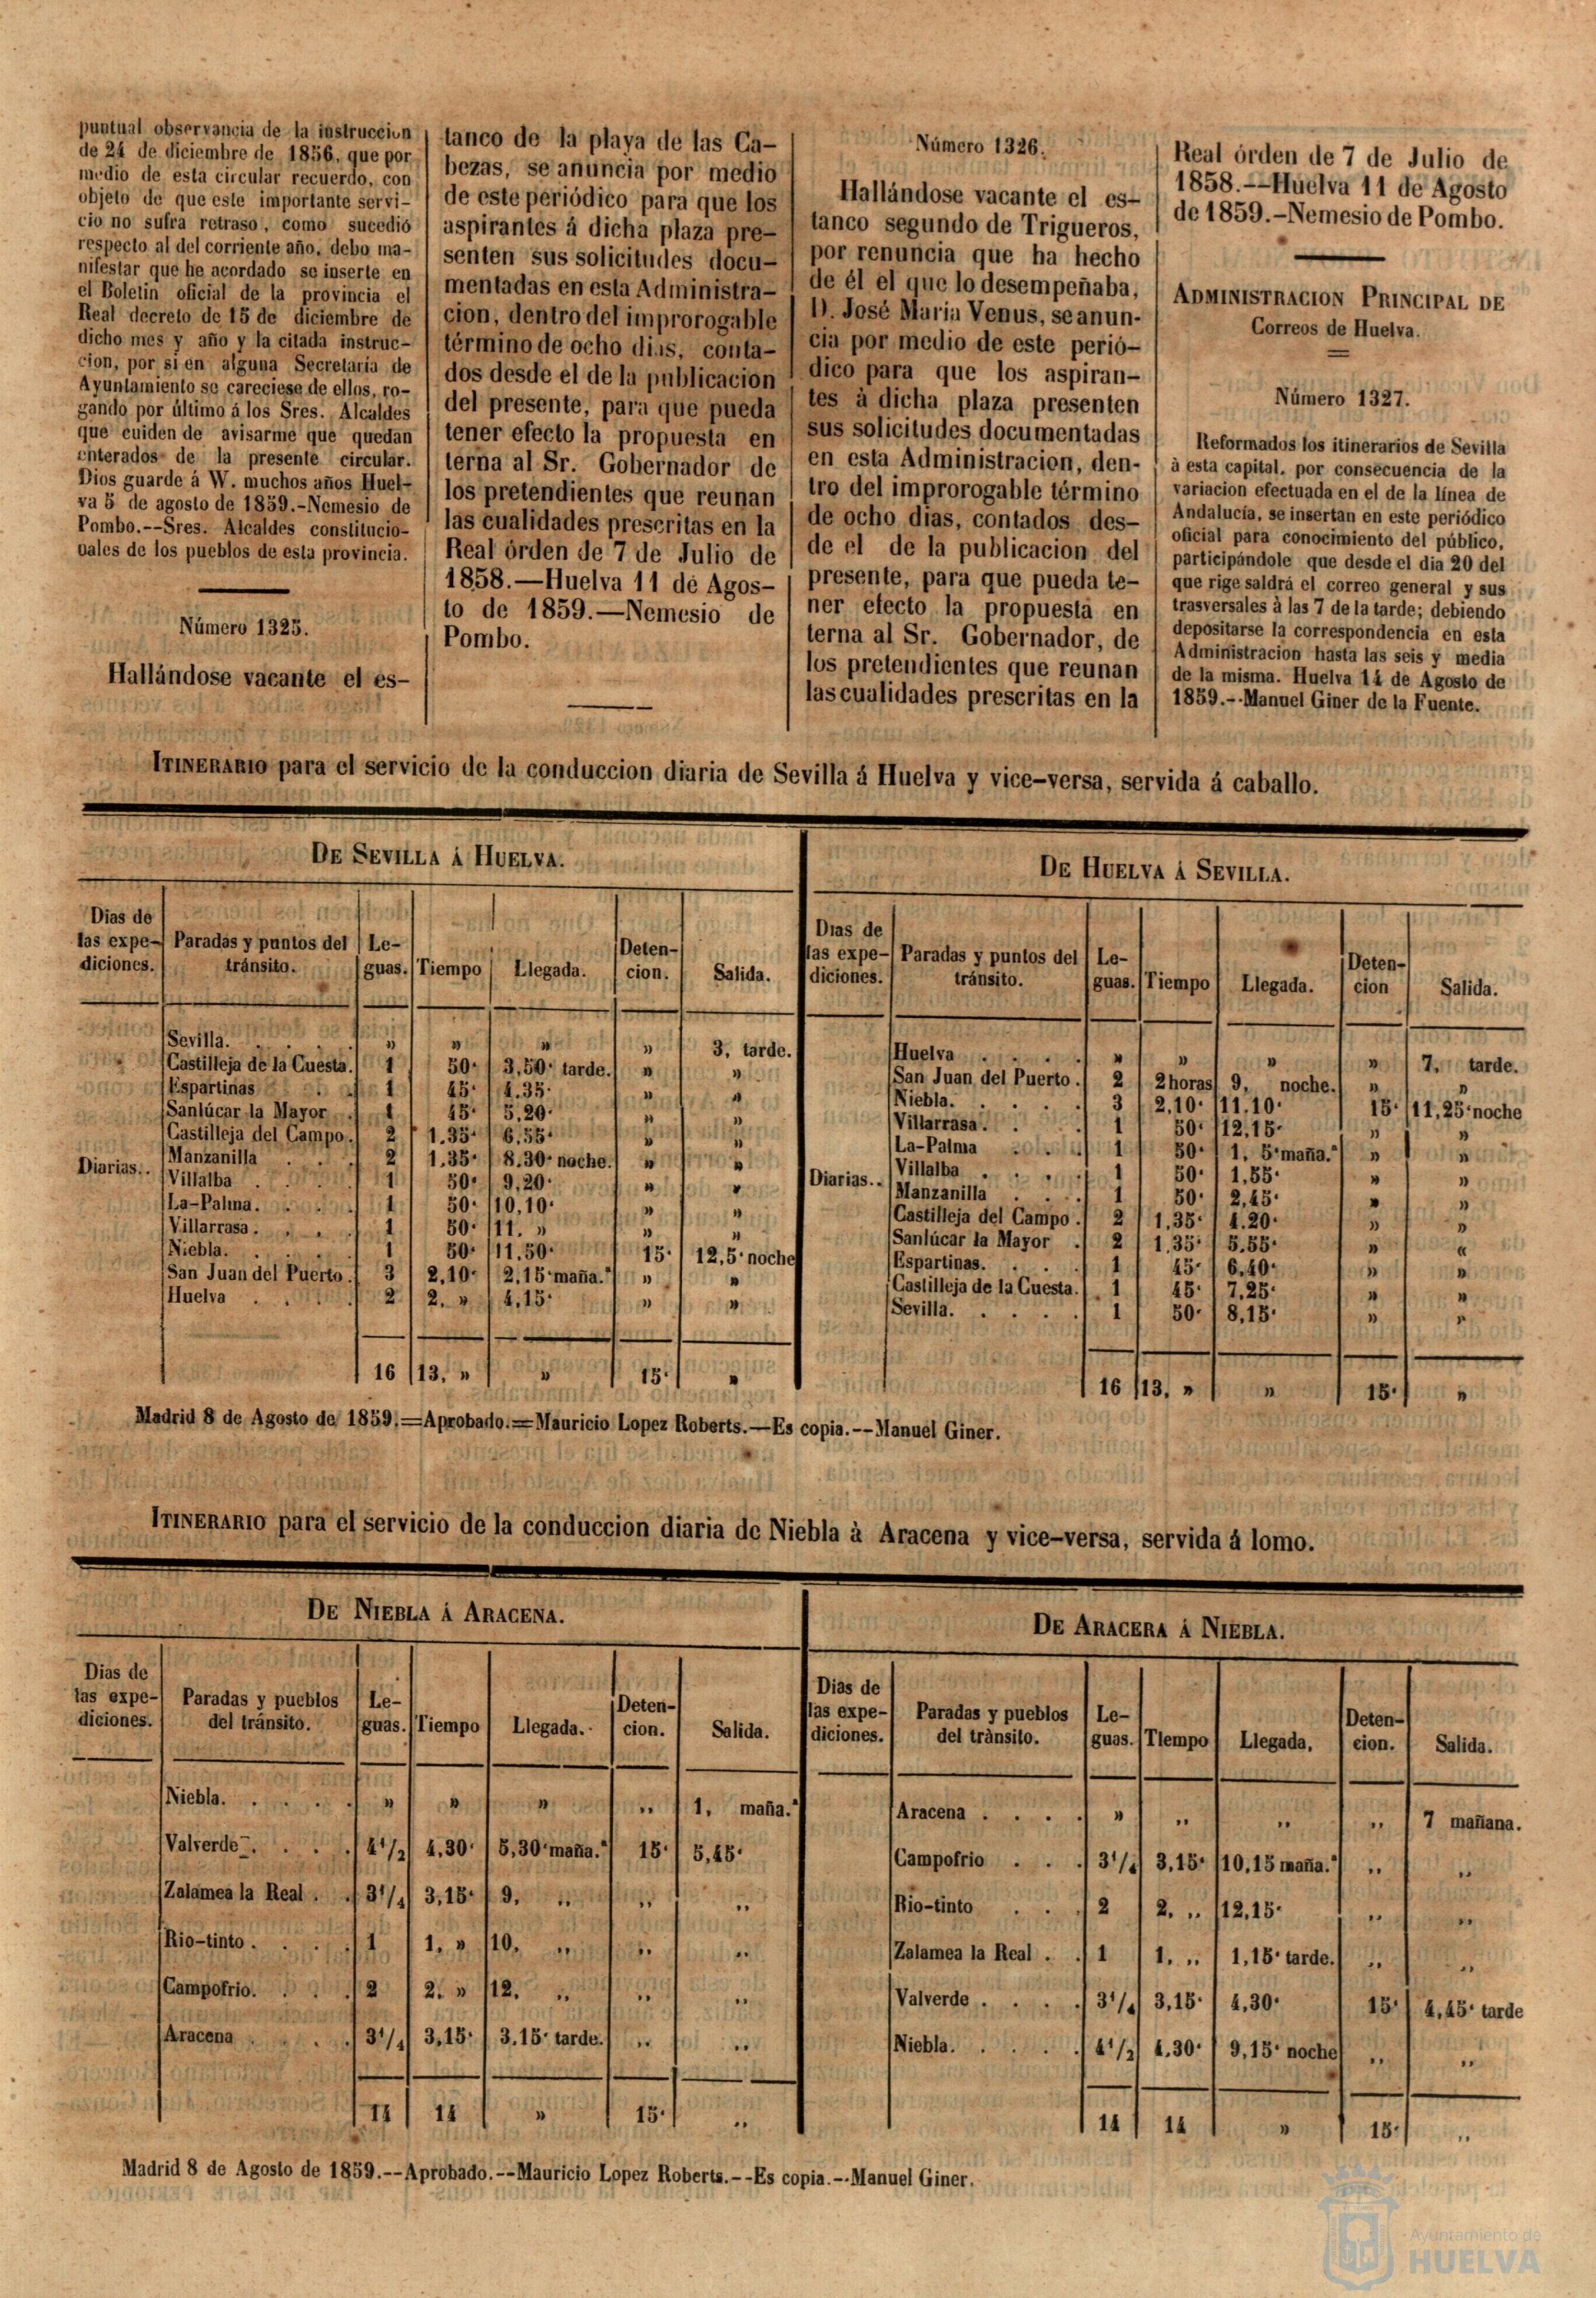 puntual observancia de la instruccion
de 24 de diciembre de 1856, que por
medio de esta circular recuerdo, con
objeto de que este importante servi-
cio no sufra retraso, como sucedió
respecto al del corriente año, debo ma-
nifestar que he acordado se inserte en
el Boletin oficial de la provincia el
Real decreto de 15 de diciembre de
dicho mes y año y la citada instruc-
cion, por si en alguna Secretaría de
Ayuntamiento se careciese de ellos, ro-
gando por último á los Sres. Alcaldes
que cuiden de avisarme que quedan
enterados de la presente circular.
Dios guarde á W. muchos años Huel-
va 5 de agosto de 1859.-Nemesio de
Pombo.--Sres. Alcaldes constitucio-
nales de los pueblos de esta provincia.
Número 1325.
Hallándose vacante el es-
tanco de la playa de las Ca-
bezas, se anuncia por medio
de este periódico para que los
aspirantes á dicha plaza pre-
senten sus solicitudes docu-
mentadas en esta Administra-
cion, dentro del improrogable
término de ocho dias, conta-
dos desde el de la publicacion
del presente, para que pueda
tener efecto la propuesta en
terna al Sr. Gobernador de
los pretendientes que reunan
las cualidades prescritas en la
Real órden de 7 de Julio de
1858.—Huelva 11 de Agos-
to de 1859.—Nemesio de
Pombo.
Número 1326.
Hallándose vacante el es-
tanco segundo de Trigueros,
por renuncia que ha hecho
de él el que lo desempeñaba,
D. José Maria Venus, se anun-
cia por medio de este perió-
dico para que los aspiran-
tes à dicha plaza presenten
sus solicitudes documentadas
en esta Administracion, den-
tro del improrogable término
de ocho dias, contados des-
de el de la publicacion del
presente, para que pueda te-
ner efecto la propuesta en
terna al Sr. Gobernador, de
los pretendientes que reunan
las cualidades prescritas en la
Real órden de 7 de Julio de
1858.--Huelva 11 de Agosto
de 1859.-Nemesio de Pombo.
ADMINISTRACION PRINCIPAL DE
Correos de Huelva.
Número 1327.
Reformados los itinerarios de Sevilla
à esta capital, por consecuencia de la
variacion efectuada en el de la línea de
Andalucía, se insertan en este periódico
oficial para conocimiento del público,
participándole que desde el dia 20 del
que rige saldrá el correo general y sus
trasversales à las 7 de la tarde; debiendo
depositarse la correspondencia en esta
Administracion hasta las seis y media
de la misma. Huelva 14 de Agosto de
1859.--Manuel Giner de la Fuente.
ITINERARIO para el servicio de la conduccion diaria de Sevilla á Huelva y vice-versa, servida á caballo.
DE SEVILLA Á HUELVA.
Dias de las expe-diciones. Paradas y puntos del tránsito. Le-guas. Tiempo Llegada. Deten-cion. Salida.
Sevilla. . . . . » » » » 3, tarde.
Castilleja de la Cuesta. 1 50' 3,50' tarde. » »
Espartinas . . 1 45' 4.35' » »
Sanlúcar la Mayor . 1 45' 5,20' » »
Castilleja del Campo. 2 1.35' 6,55' » »
Diarias.. Manzanilla . . . 2 1.35' 8.30' noche. » »
Villalba . . . . 1 50' 9,20' » »
La-Palma. . . . 1 50' 10,10' » »
Villarrasa. . . . 1 50' 11. » » »
Niebla. . . . . 1 50' 11,50' 15' 12,5' noche
San Juan del Puerto. 3 2,10' 2,15' maña.ª » »
Huelva . . . . 2 2. » 4,15' » »
16 13, » » 15' »
DE HUELVA Á SEVILLA.
Dias de las expe-diciones. Paradas y puntos del tránsito. Le-guas. Tiempo Llegada. Deten-cion Salida.
Huelva . . . . » » » » 7, tarde.
San Juan del Puerto . 2 2 horas 9, noche. » »
Niebla. . . . . 3 2,10' 11,10' 15' 11,25' noche
Villarrasa. . . . 1 50' 12,15' » »
La-Palma . . . 1 50' 1, 5' maña.ª » »
Diarias.. Villalba . . . . 1 50' 1,55' » »
Manzanilla . . . 1 50' 2,45' » »
Castilleja del Campo . 2 1,35' 4.20' » »
Sanlúcar la Mayor . 2 1.35' 5.55' » «
Espartinas. . . . 1 45' 6,40' » »
Castilleja de la Cuesta. 1 45' 7,25' » »
Sevilla. . . . . 1 50' 8,15' » »
16 13, » » 15' »
Madrid 8 de Agosto de 1859.=Aprobado.=Mauricio Lopez Roberts.—Es copia.--Manuel Giner.
ITINERARIO para el servicio de la conduccion diaria de Niebla à Aracena y vice-versa, servida á lomo.
DE NIEBLA Á ARACENA.
Dias de las expe-diciones. Paradas y pueblos del tránsito. Le-guas. Tiempo Llegada. Deten-cion. Salida.
Niebla. . . . . » » » ,, 1, maña.ª
Valverde . . . . 4 1/2 4,30' 5,30' maña.ª 15' 5,45'
Zalamea la Real . . 3 1/4 3,15' 9, ,, ,, ,,
Rio-tinto . . . . 1 1, » 10, ,, ,, ,,
Campofrio. . . . 2 2. » 12, ,, ,, ,,
Aracena . . . . 3 1/4 3,15' 3,15' tarde. ,, ,,
14 14 » 15' ,,
DE ARACERA Á NIEBLA.
Dias de las expe-diciones. Paradas y pueblos del trànsito. Le-guas. TIempo Llegada, Deten-cion. Salida.
Aracena . . . . » ,, ,, ,, 7 mañana.
Campofrio . . . 3 1/4 3,15' 10,15 maña.ª ,, ,,
Rio-tinto . . . 2 2. ,, 12,15' ,, ,,
Zalamea la Real . . 1 1. ,, 1,15' tarde. ,, ,,
Valverde . . . . 3 1/4 3,15' 4,30' 15' 4,45' tarde
Niebla. . . . . 4 1/2 4.30' 9,15' noche ,, ,,
14 14 » 15' ,,
Madrid 8 de Agosto de 1859.--Aprobado.--Mauricio Lopez Roberts.--Es copia.--Manuel Giner.
Ayuntamiento de
HUELVA